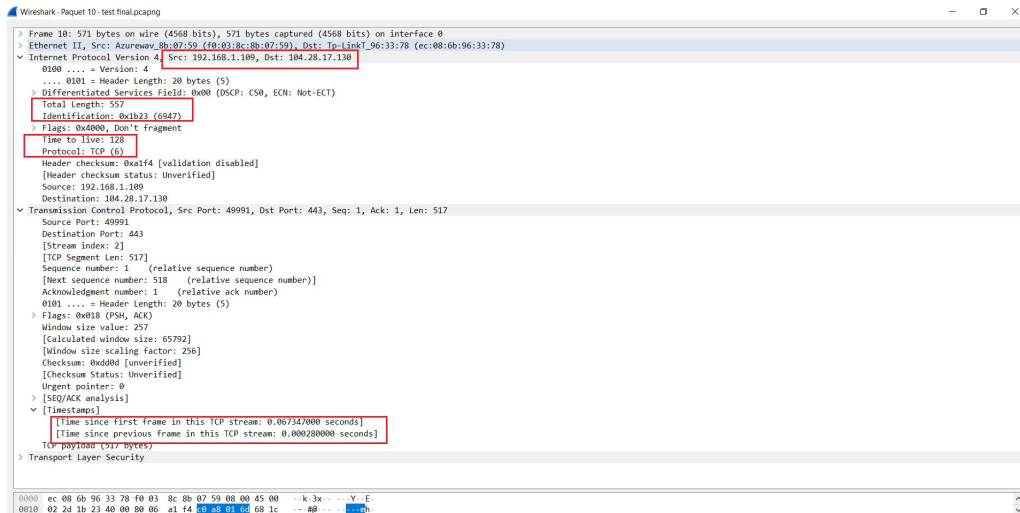 Wireshark · Paquet 10 · test final.pcapng
> Frame 10: 571 bytes on wire (4568 bits), 571 bytes captured (4568 bits) on interface 0
> Ethernet II, Src: Azurewav_8b:07:59 (f0:03:8c:8b:07:59), Dst: Tp-LinkT_96:33:78 (ec:08:6b:96:33:78)
Internet Protocol Version 4, Src: 192.168.1.109, Dst: 104.28.17.130
0100 .... = Version: 4
.... 0101 = Header Length: 20 bytes (5)
> Differentiated Services Field: 0x00 (DSCP: CS0, ECN: Not-ECT)
Total Length: 557
Identification: 0x1b23 (6947)
> Flags: 0x4000, Don't fragment
Time to live: 128
Protocol: TCP (6)
Header checksum: 0xa1f4 [validation disabled]
[Header checksum status: Unverified]
Source: 192.168.1.109
Destination: 104.28.17.130
Transmission Control Protocol, Src Port: 49991, Dst Port: 443, Seq: 1, Ack: 1, Len: 517
Source Port: 49991
Destination Port: 443
[Stream index: 2]
[TCP Segment Len: 517]
Sequence number: 1 (relative sequence number)
[Next sequence number: 518 (relative sequence number)]
Acknowledgment number: 1 (relative ack number)
0101 .... = Header Length: 20 bytes (5)
> Flags: 0x018 (PSH, ACK)
Window size value: 257
[Calculated window size: 65792]
[Window size scaling factor: 256]
Checksum: 0xdd0d [unverified]
[Checksum Status: Unverified]
Urgent pointer: 0
> [SEQ/ACK analysis]
[Timestamps]
[Time since first frame in this TCP stream: 0.067347000 seconds]
[Time since previous frame in this TCP stream: 0.000280000 seconds]
TCP payload (517 bytes)
> Transport Layer Security
0000 ec 08 6b 96 33 78 f0 03 8c 8b 07 59 08 00 45 00 ··k·3x·· ···Y··E·
0010 02 2d 1b 23 40 00 80 06 a1 f4 c0 a8 01 6d 68 1c ·-·#@··· ·····mh·